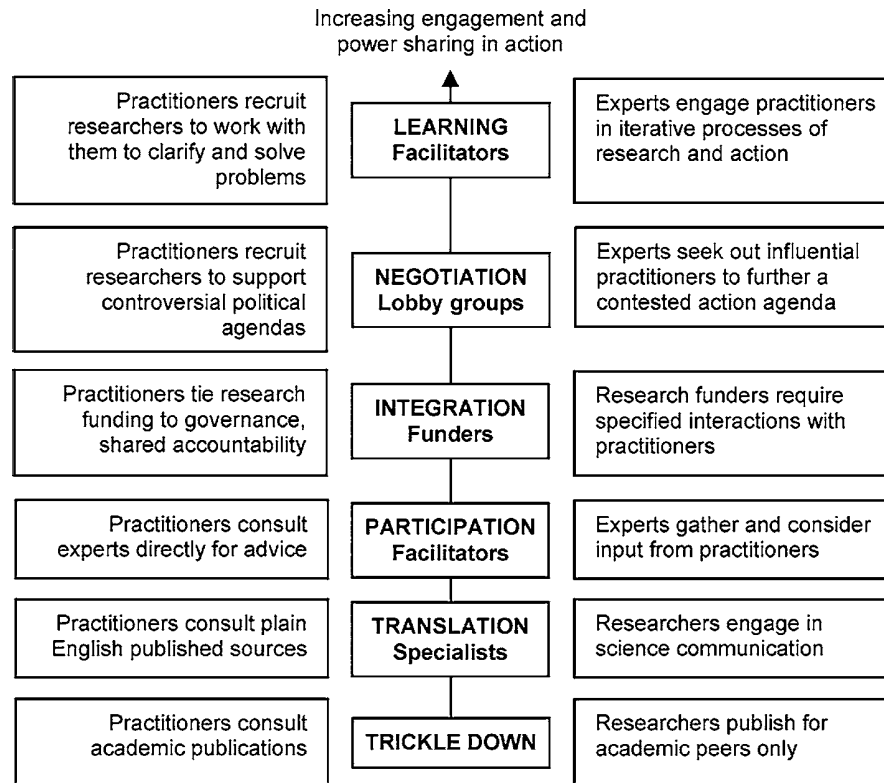 Increasing engagement and
power sharing in action
Practitioners recruit
researchers to work with
them to clarify and solve
problems
LEARNING
Facilitators
Experts engage practitioners
in iterative processes of
research and action
Practitioners recruit
researchers to support
controversial political
agendas
NEGOTIATION
Lobby groups
Experts seek out influential
practitioners to further a
contested action agenda
Practitioners tie research
funding to governance,
shared accountability
INTEGRATION
Funders
Research funders require
specified interactions with
practitioners
Practitioners consult
experts directly for advice
PARTICIPATION
Facilitators
Experts gather and consider
input from practitioners
Practitioners consult plain
English published sources
TRANSLATION
Specialists
Researchers engage in
science communication
Practitioners consult
academic publications
TRICKLE DOWN
Researchers publish for
academic peers only